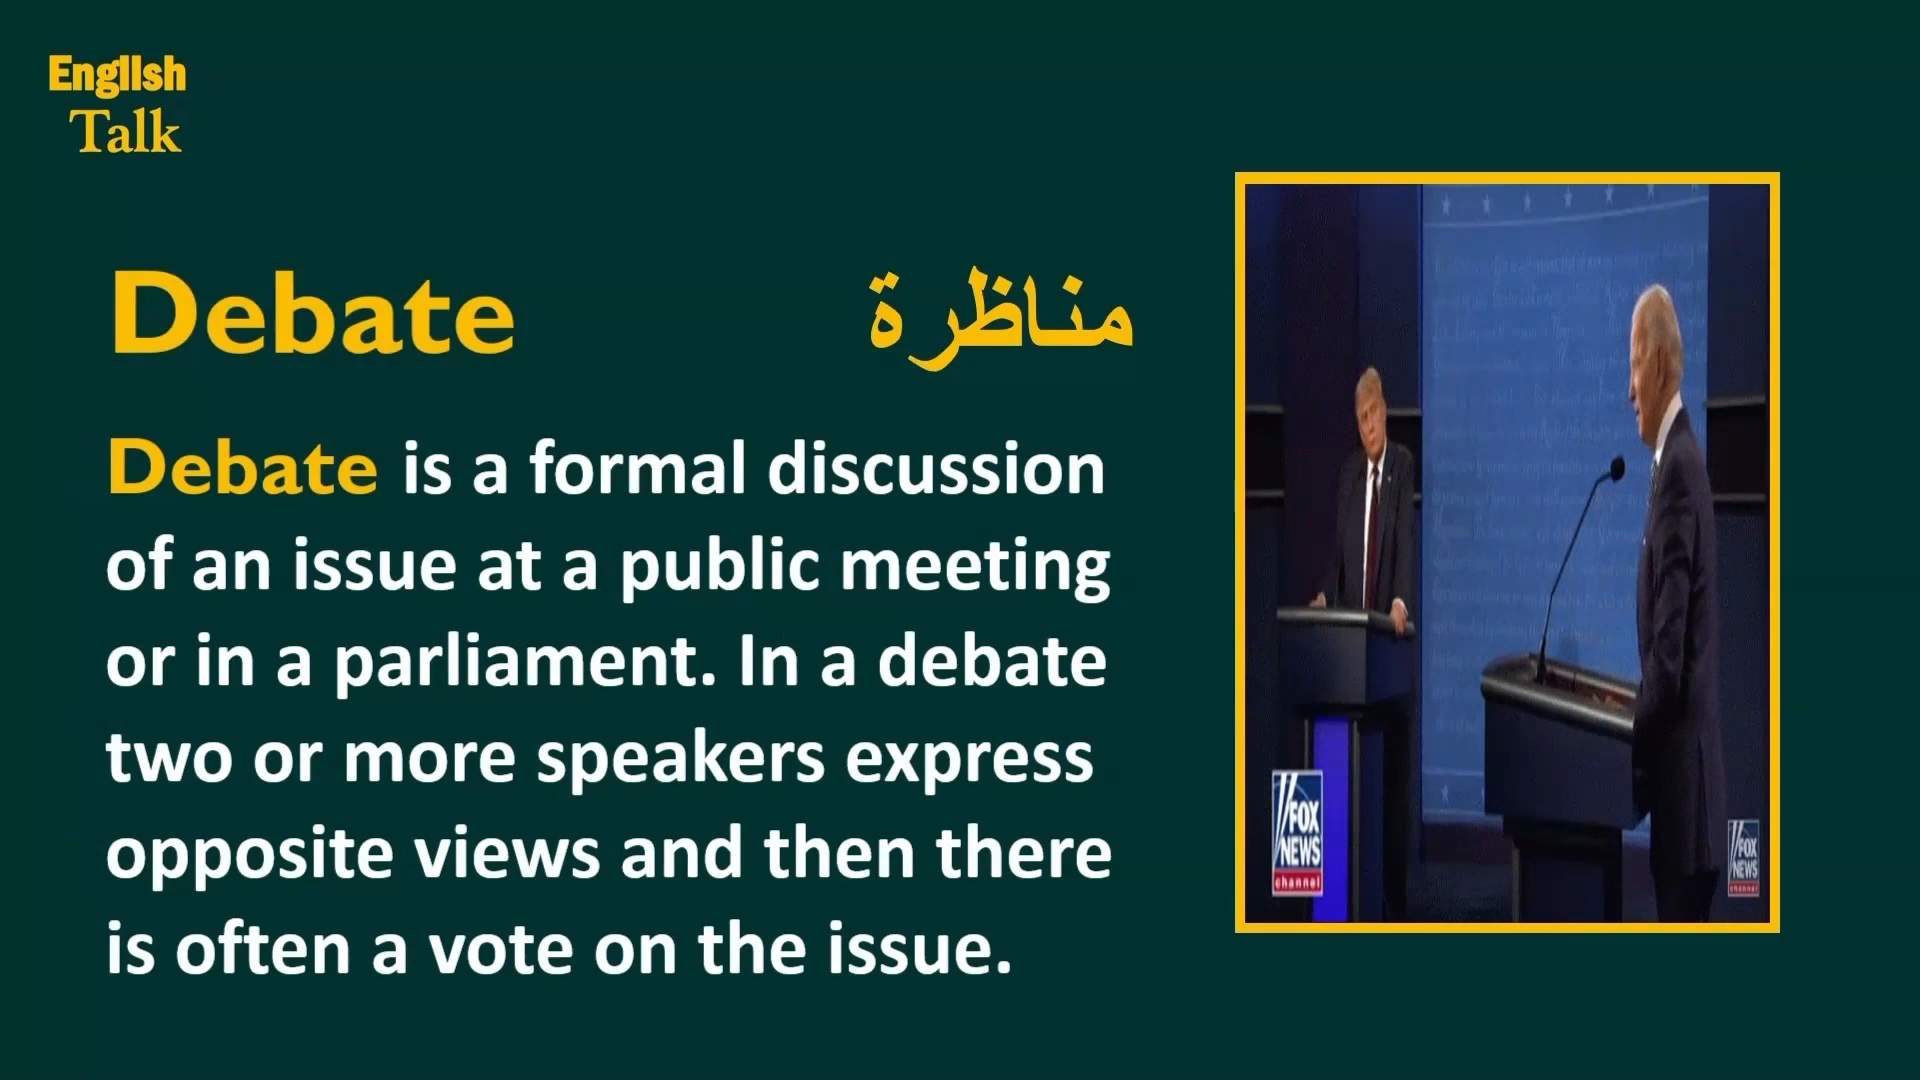 English
Talk
Debate مناظرة
Debate is a formal discussion
of an issue at a public meeting
or in a parliament. In a debate
two or more speakers express
opposite views and then there
is often a vote on the issue.
FOX
NEWS
channel
FOX
NEWS
channel